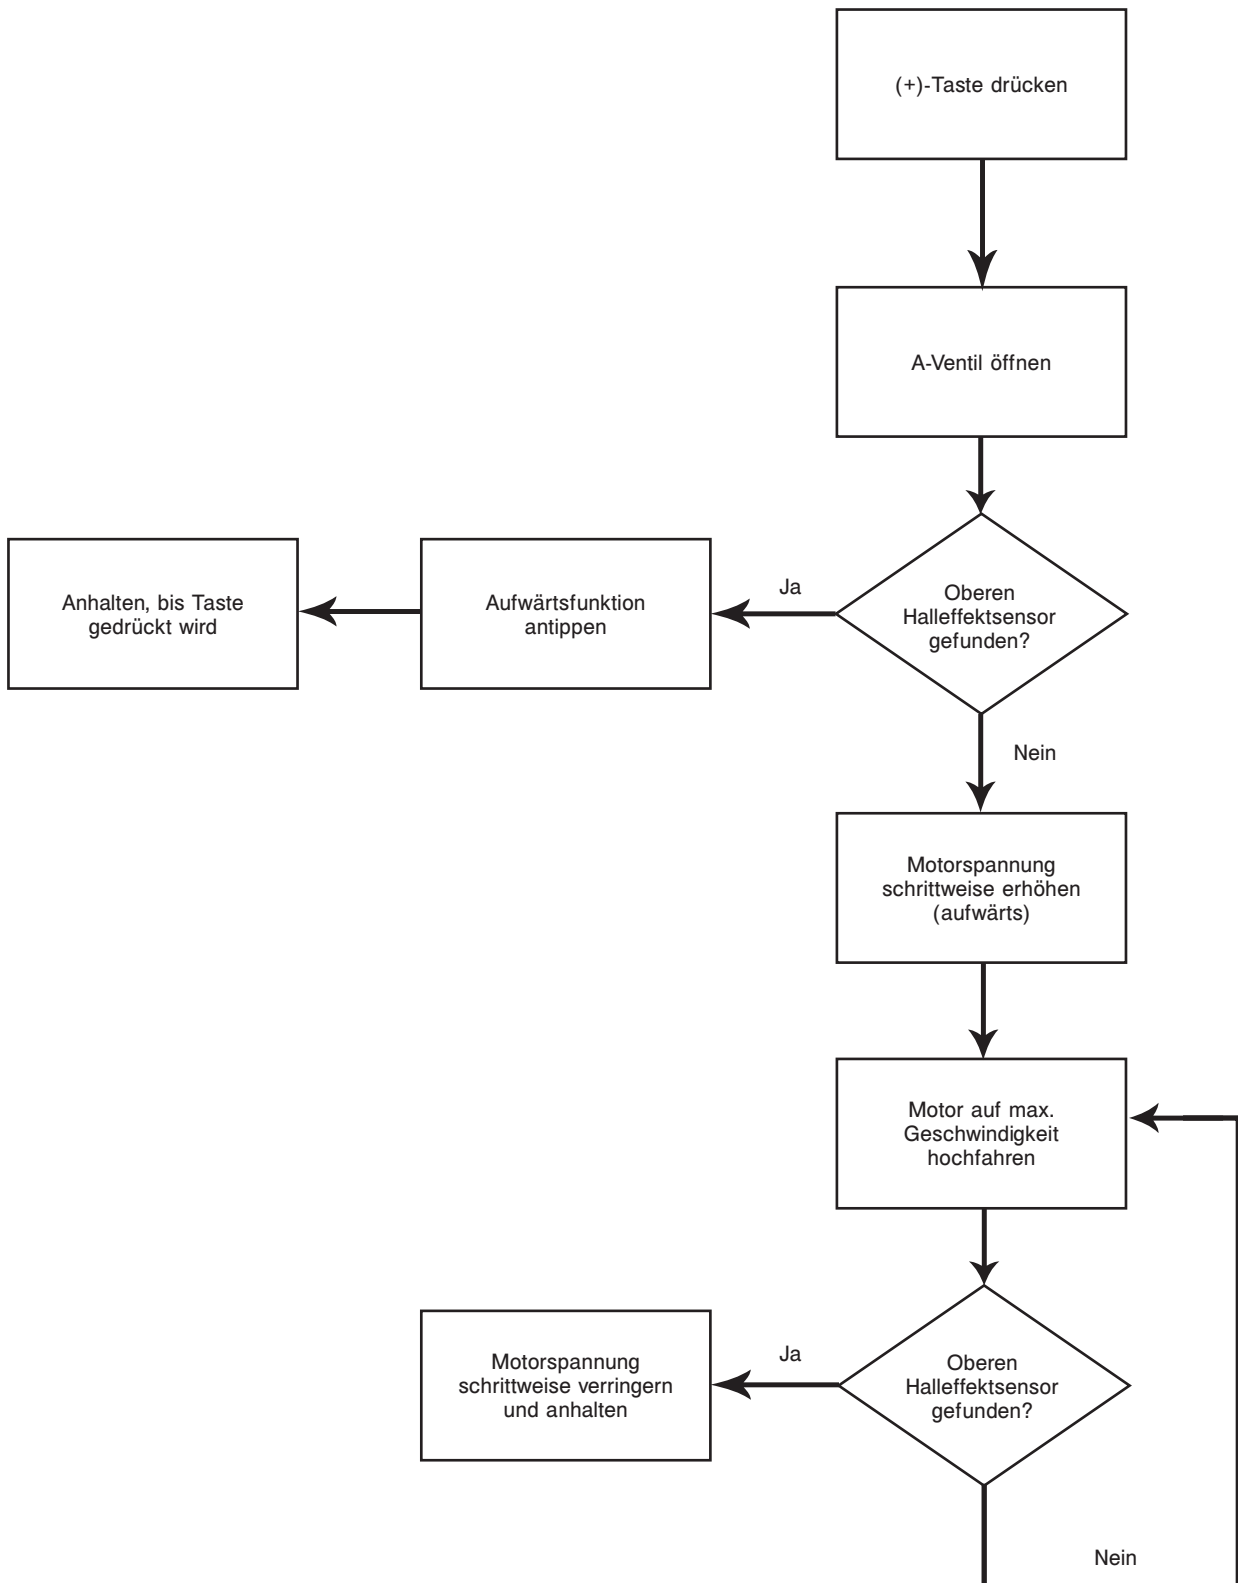 (+)-Taste drücken
A-Ventil öffnen
Oberen
Halleffektsensor
gefunden?
Ja
Aufwärtsfunktion
antippen
Anhalten, bis Taste
gedrückt wird
Nein
Motorspannung
schrittweise erhöhen
(aufwärts)
Motor auf max.
Geschwindigkeit
hochfahren
Oberen
Halleffektsensor
gefunden?
Ja
Motorspannung
schrittweise verringern
und anhalten
Nein